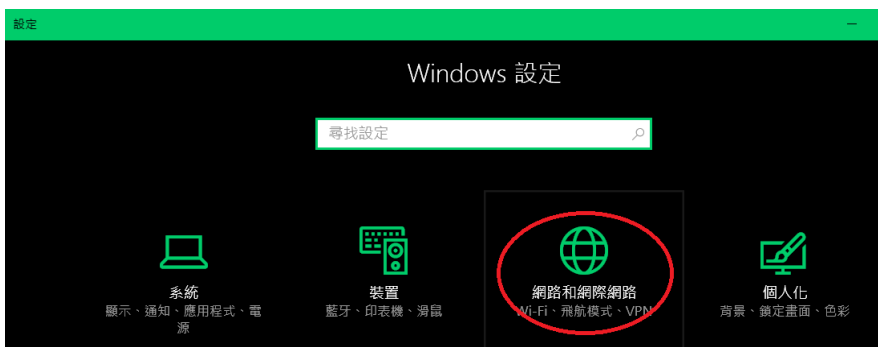 設定
Windows 設定
尋找設定
系統
顯示、通知、應用程式、電
源
裝置
藍牙、印表機、滑鼠
網路和網際網路
Wi-Fi、飛航模式、VPN
個人化
背景、鎖定畫面、色彩